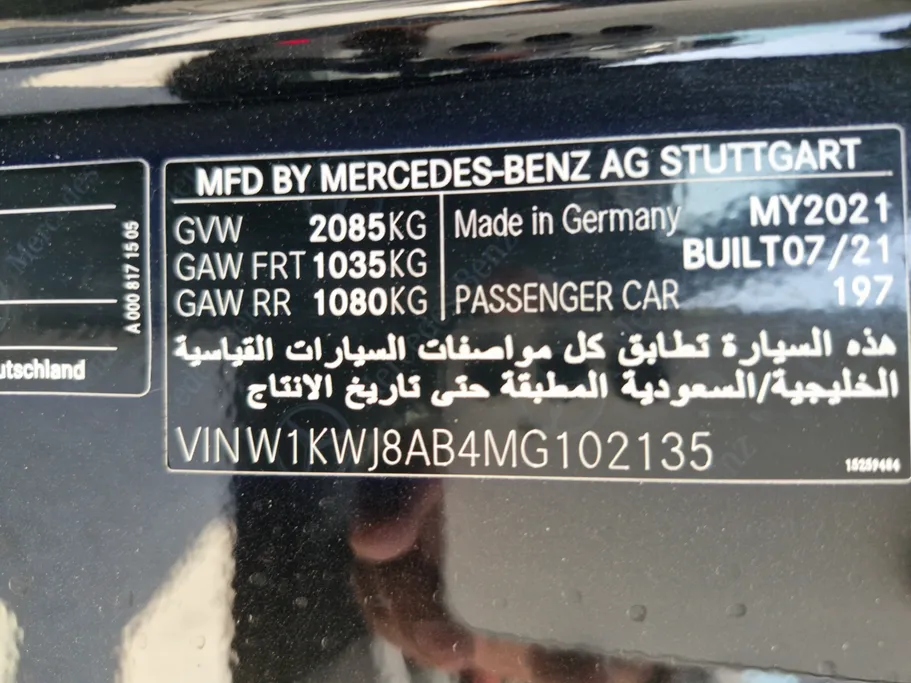 MFD BY MERCEDES-BENZ AG STUTTGART
GVW 2085KG
GAW FRT 1035KG
GAW RR 1080KG
Made in Germany MY2021
BUILT07/21
PASSENGER CAR 197
هذه السيارة تطابق كل مواصفات السيارات القياسية
الخليجية/السعودية المطبقة حتى تاريخ الانتاج
VINW1KWJ8AB4MG102135
15259484
A 000 817 15 05
utschland